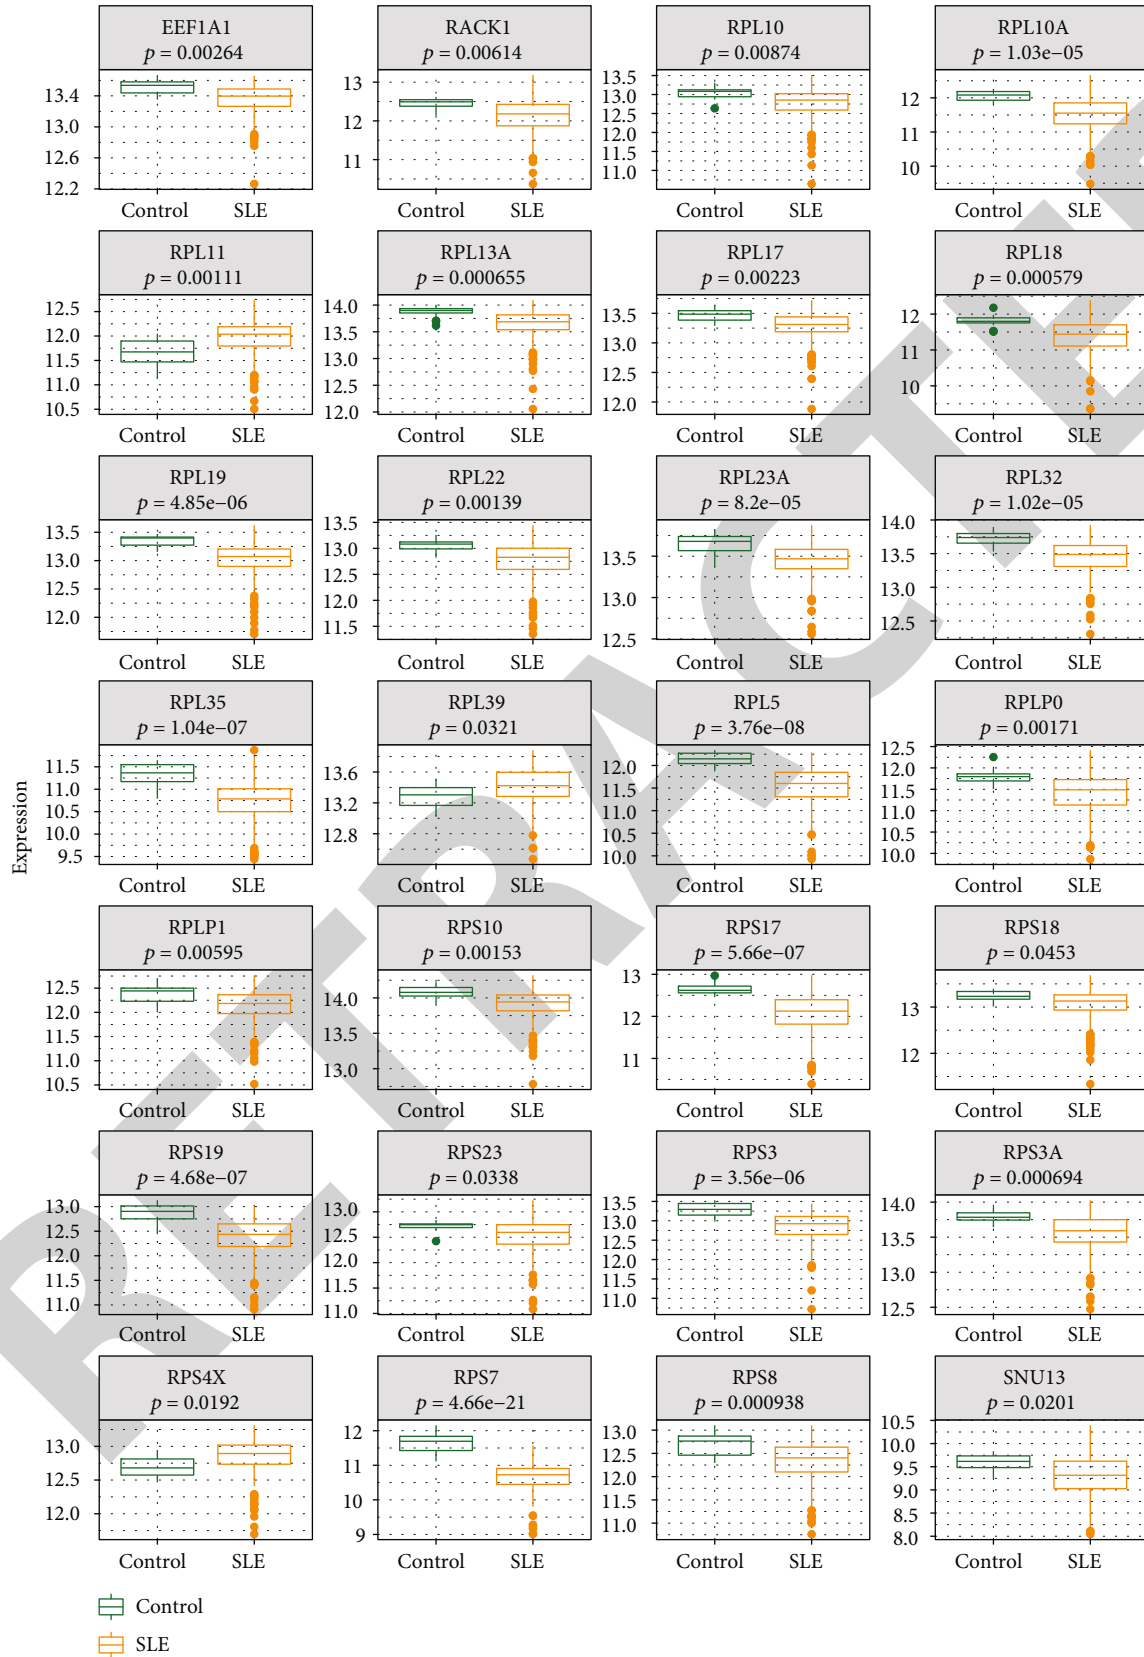 EEF1A1
p = 0.00264
RACK1
p = 0.00614
RPL10
p = 0.00874
RPL10A
p = 1.03e−05
13.4
13.0
12.6
12.2
13
12
11
13.5
13.0
12.5
12.0
11.5
11.0
12
11
10
Control SLE
Control SLE
Control SLE
Control SLE
RPL11
p = 0.00111
RPL13A
p = 0.000655
RPL17
p = 0.00223
RPL18
p = 0.000579
12.5
12.0
11.5
11.0
10.5
14.0
13.5
13.0
12.5
12.0
13.5
13.0
12.5
12.0
12
11
10
Control SLE
Control SLE
Control SLE
Control SLE
RPL19
p = 4.85e−06
RPL22
p = 0.00139
RPL23A
p = 8.2e−05
RPL32
p = 1.02e−05
13.5
13.0
12.5
12.0
13.5
13.0
12.5
12.0
11.5
13.5
13.0
12.5
14.0
13.5
13.0
12.5
Control SLE
Control SLE
Control SLE
Control SLE
RPL35
p = 1.04e−07
RPL39
p = 0.0321
RPL5
p = 3.76e−08
RPLP0
p = 0.00171
11.5
11.0
10.5
10.0
9.5
13.6
13.2
12.8
12.0
11.5
11.0
10.5
10.0
12.5
12.0
11.5
11.0
10.5
10.0
Control SLE
Control SLE
Control SLE
Control SLE
Expression
RPLP1
p = 0.00595
RPS10
p = 0.00153
RPS17
p = 5.66e−07
RPS18
p = 0.0453
12.5
12.0
11.5
11.0
10.5
14.0
13.5
13.0
13
12
11
13
12
Control SLE
Control SLE
Control SLE
Control SLE
RPS19
p = 4.68e−07
RPS23
p = 0.0338
RPS3
p = 3.56e−06
RPS3A
p = 0.000694
13.0
12.5
12.0
11.5
11.0
13.0
12.5
12.0
11.5
11.0
13.5
13.0
12.5
12.0
11.5
11.0
14.0
13.5
13.0
12.5
Control SLE
Control SLE
Control SLE
Control SLE
RPS4X
p = 0.0192
RPS7
p = 4.66e−21
RPS8
p = 0.000938
SNU13
p = 0.0201
13.0
12.5
12.0
12
11
10
9
13.0
12.5
12.0
11.5
11.0
10.5
10.0
9.5
9.0
8.5
8.0
Control SLE
Control SLE
Control SLE
Control SLE
Control
SLE
RETRACTE